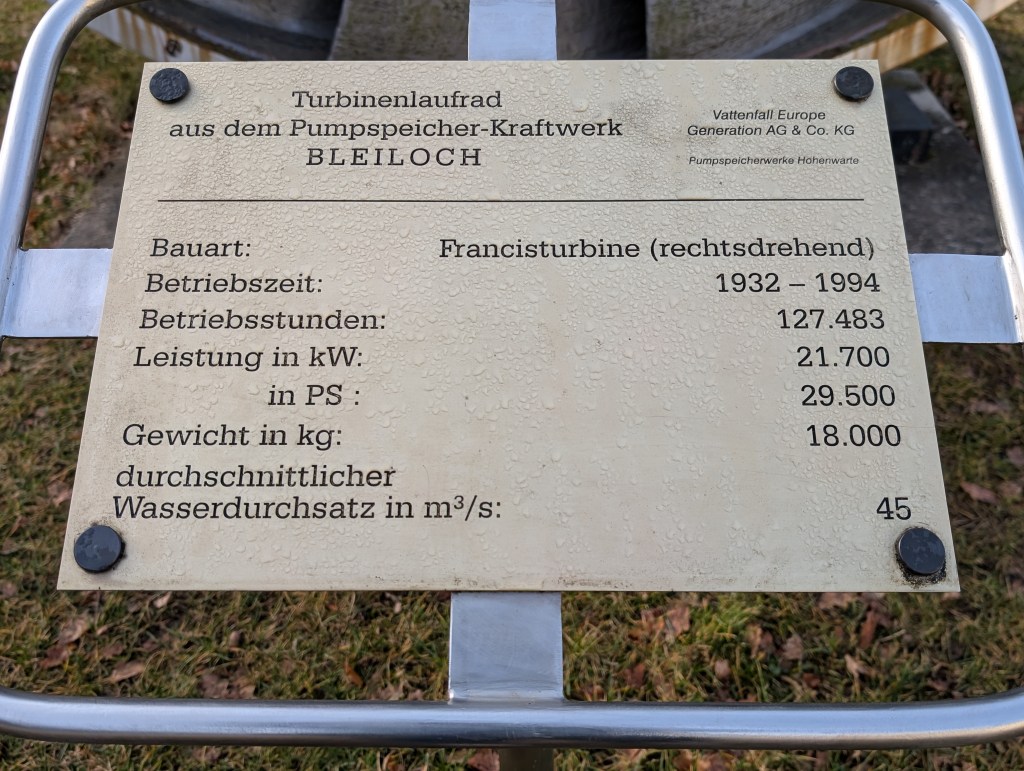 Turbinenlaufrad
aus dem Pumpspeicher-Kraftwerk
BLEILOCH
Vattenfall Europe
Generation AG & Co. KG
Pumpspeicherwerke Hohenwarte
Bauart: Francisturbine (rechtsdrehend)
Betriebszeit: 1932 – 1994
Betriebsstunden: 127.483
Leistung in kW: 21.700
in PS : 29.500
Gewicht in kg: 18.000
durchschnittlicher
Wasserdurchsatz in m³/s: 45